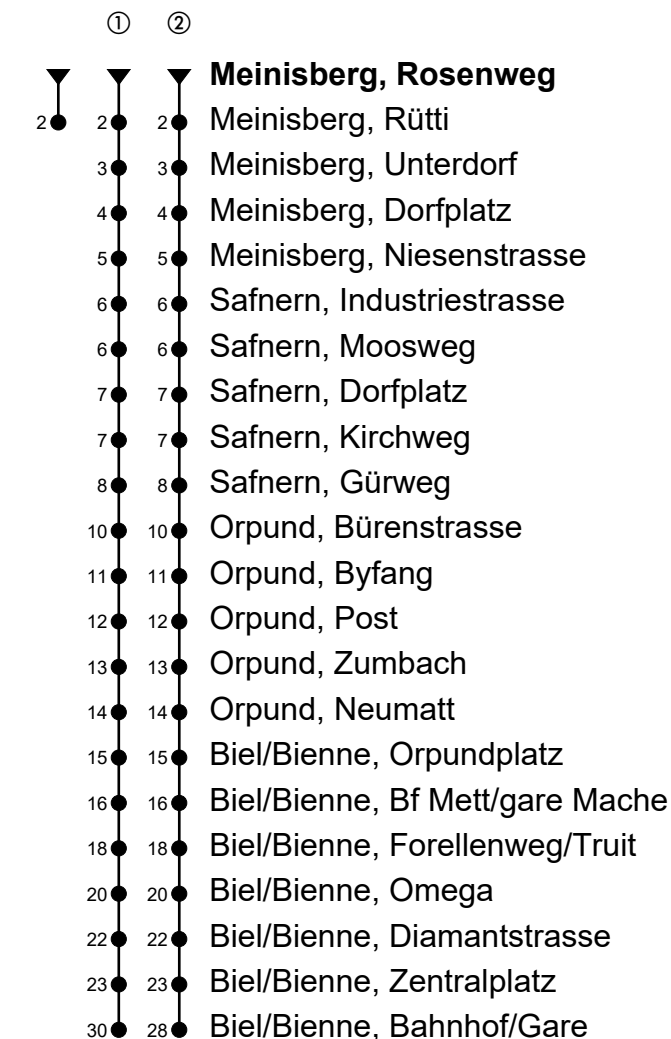 ① ②
Meinisberg, Rosenweg
2 2 2 Meinisberg, Rütti
3 3 Meinisberg, Unterdorf
4 4 Meinisberg, Dorfplatz
5 5 Meinisberg, Niesenstrasse
6 6 Safnern, Industriestrasse
6 6 Safnern, Moosweg
7 7 Safnern, Dorfplatz
7 7 Safnern, Kirchweg
8 8 Safnern, Gürweg
10 10 Orpund, Bürenstrasse
11 11 Orpund, Byfang
12 12 Orpund, Post
13 13 Orpund, Zumbach
14 14 Orpund, Neumatt
15 15 Biel/Bienne, Orpundplatz
16 16 Biel/Bienne, Bf Mett/gare Mache
18 18 Biel/Bienne, Forellenweg/Truit
20 20 Biel/Bienne, Omega
22 22 Biel/Bienne, Diamantstrasse
23 23 Biel/Bienne, Zentralplatz
30 28 Biel/Bienne, Bahnhof/Gare